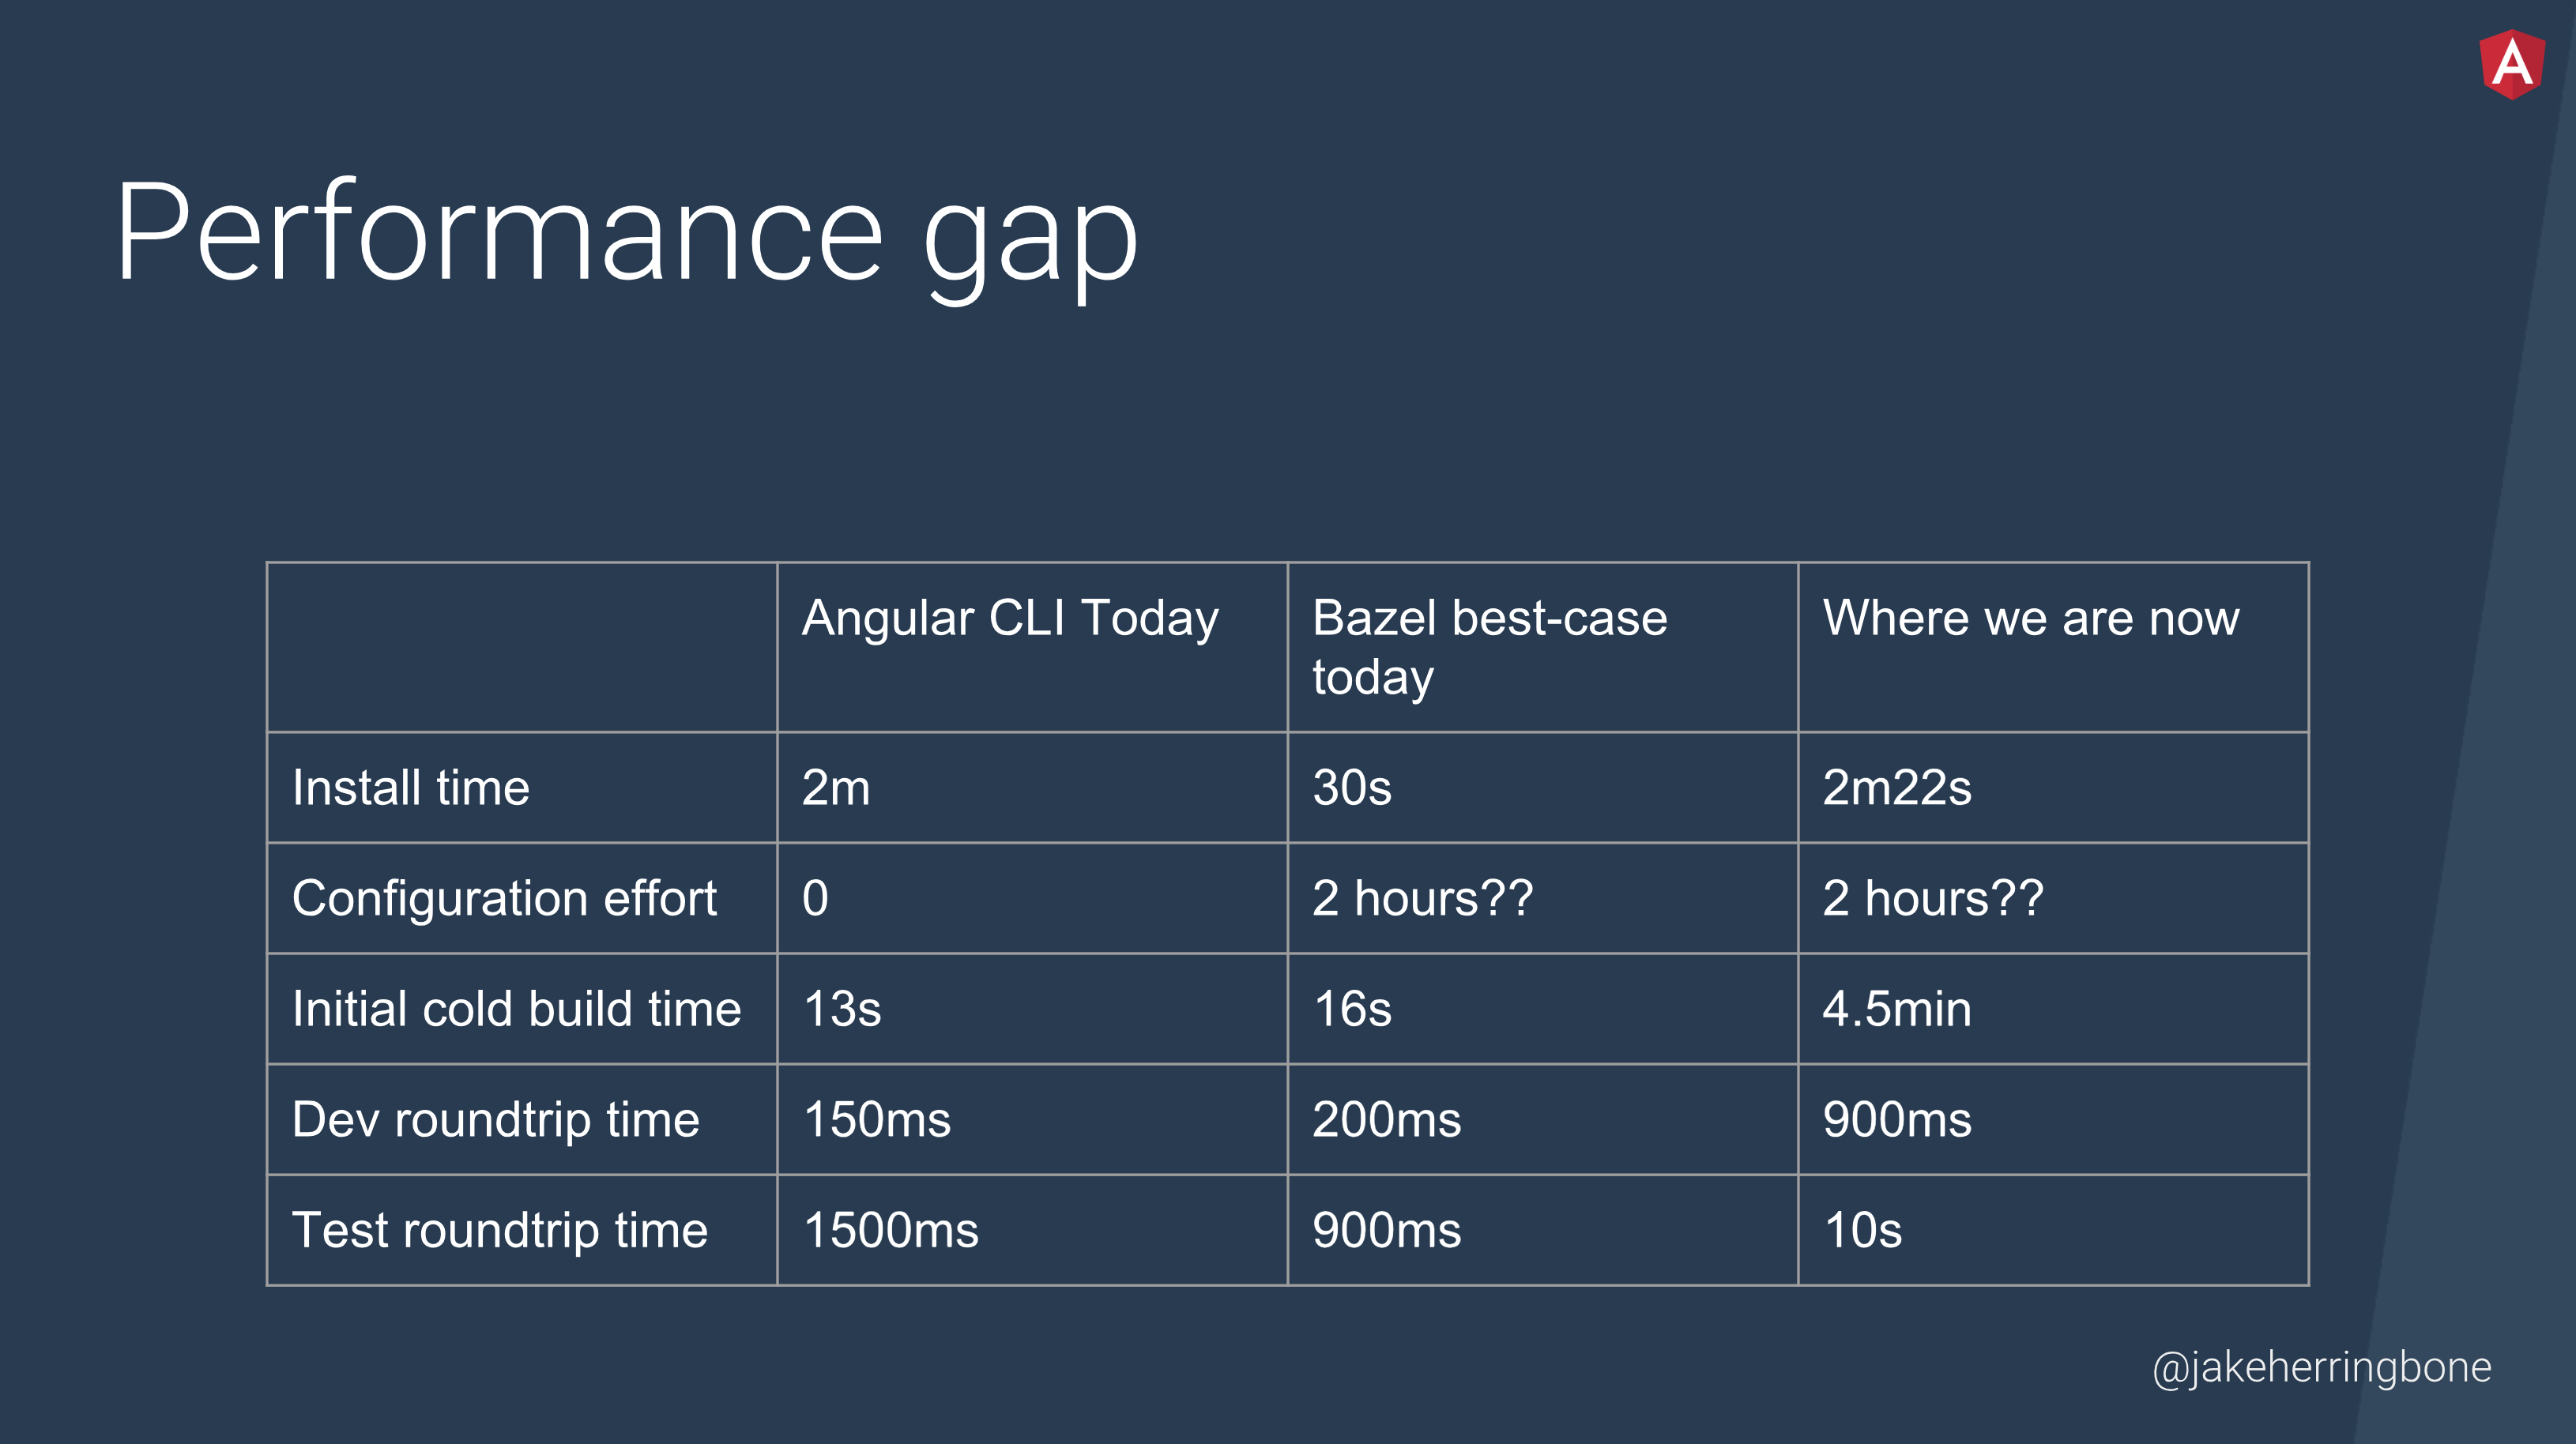 Performance gap
Angular CLI Today
Bazel best-case
today
Where we are now
Install time
2m
30s
2m22s
Configuration effort
0
2 hours??
2 hours??
Initial cold build time
13s
16s
4.5min
Dev roundtrip time
150ms
200ms
900ms
Test roundtrip time
1500ms
900ms
10s
@jakeherringbone